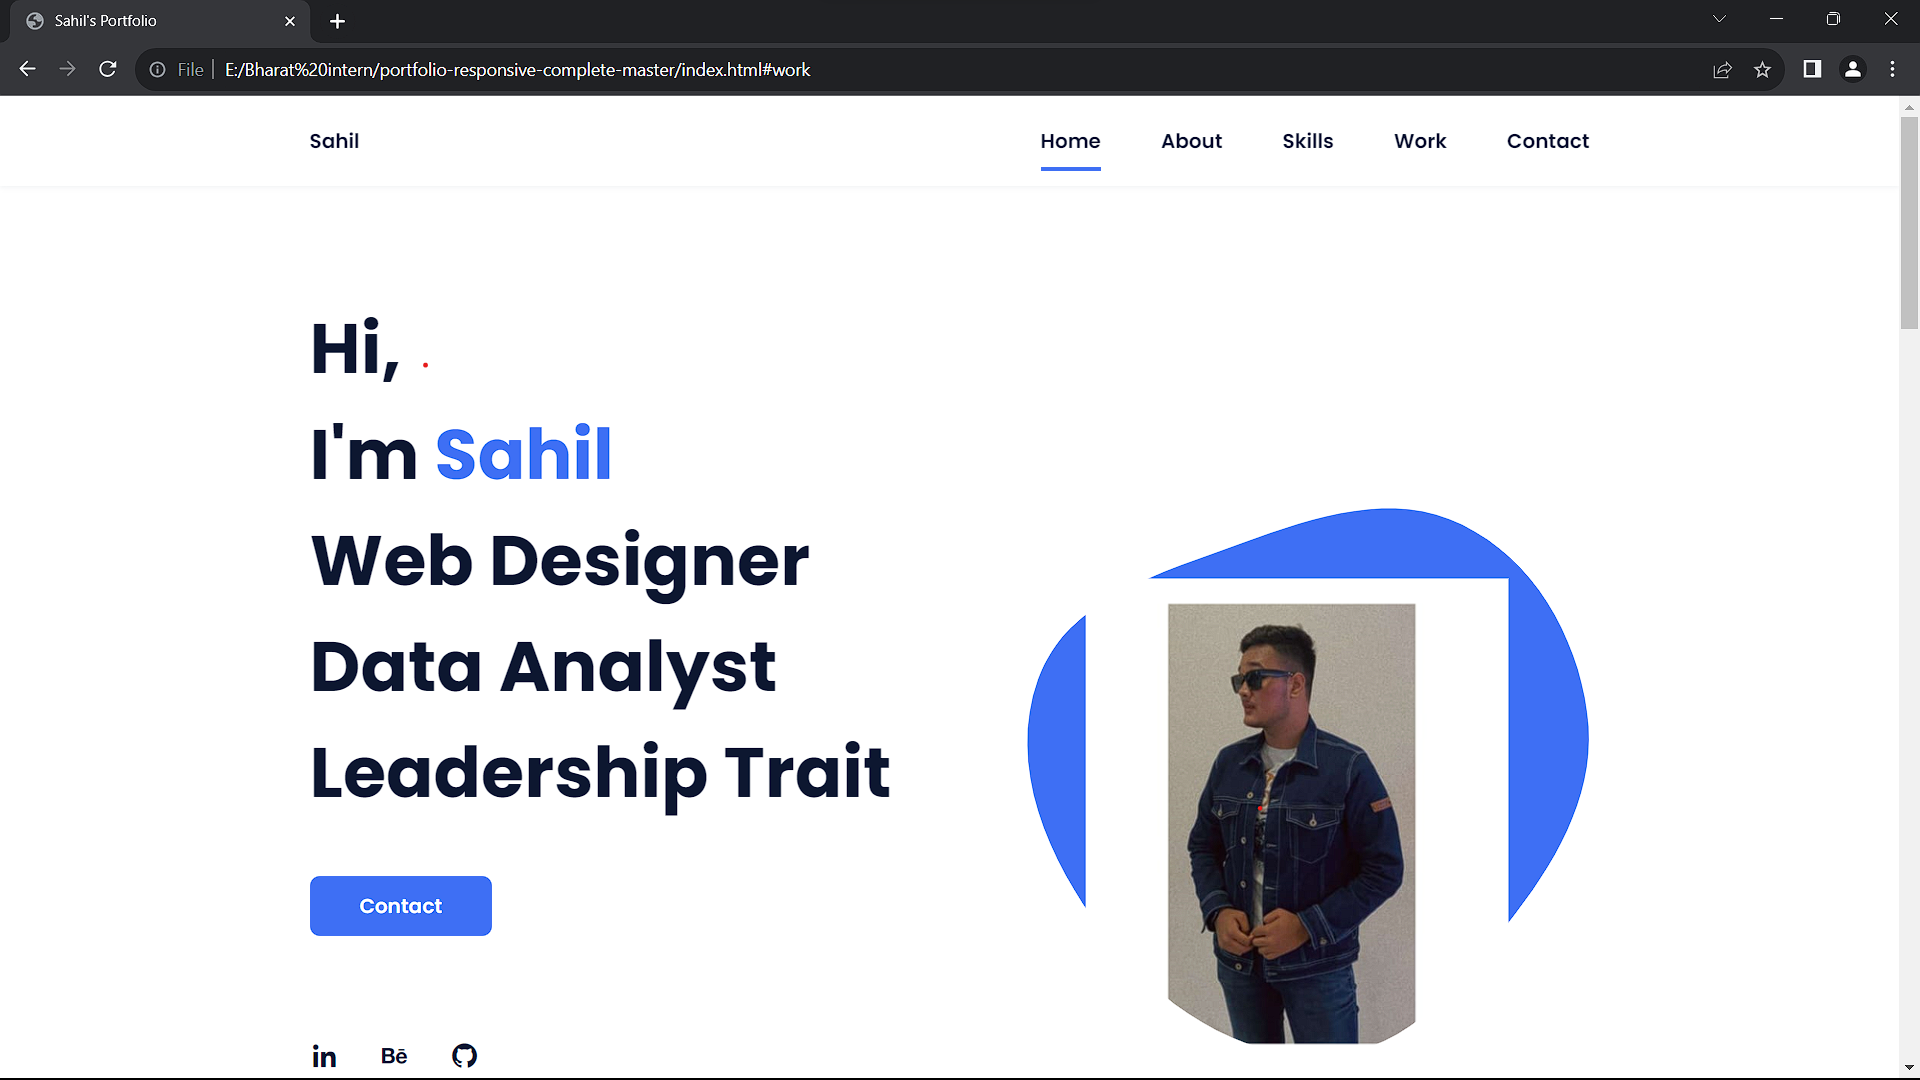 Sahil's Portfolio
File | E:/Bharat%20intern/portfolio-responsive-complete-master/index.html#work
Sahil
Home About Skills Work Contact
Hi,
I'm Sahil
Web Designer
Data Analyst
Leadership Trait
Contact
in Bē